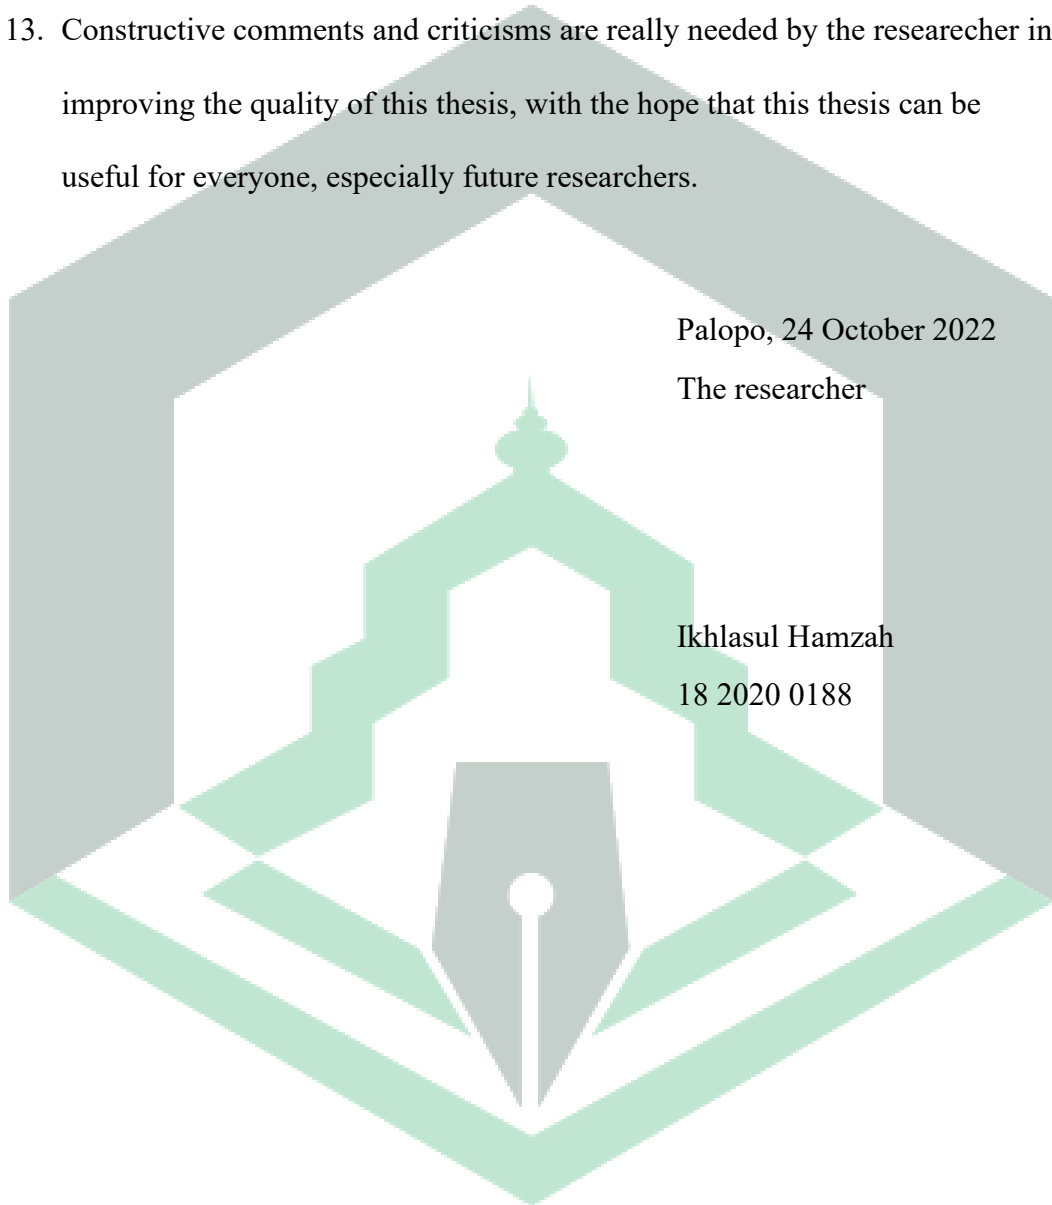 13. Constructive comments and criticisms are really needed by the researecher in
improving the quality of this thesis, with the hope that this thesis can be
useful for everyone, especially future researchers.
Palopo, 24 October 2022
The researcher
Ikhlasul Hamzah
18 2020 0188